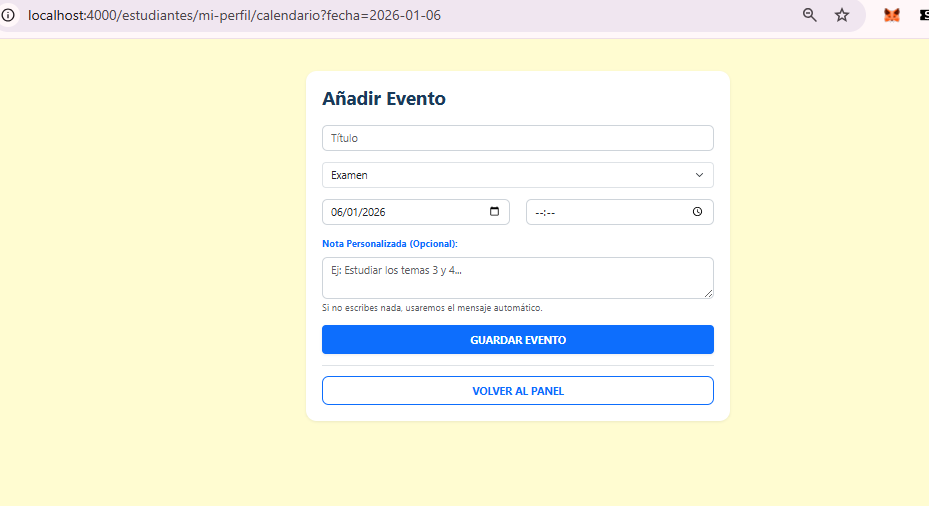 localhost:4000/estudiantes/mi-perfil/calendario?fecha=2026-01-06
Añadir Evento
Título
Examen
06/01/2026 --:--
Nota Personalizada (Opcional):
Ej: Estudiar los temas 3 y 4...
Si no escribes nada, usaremos el mensaje automático.
GUARDAR EVENTO
VOLVER AL PANEL